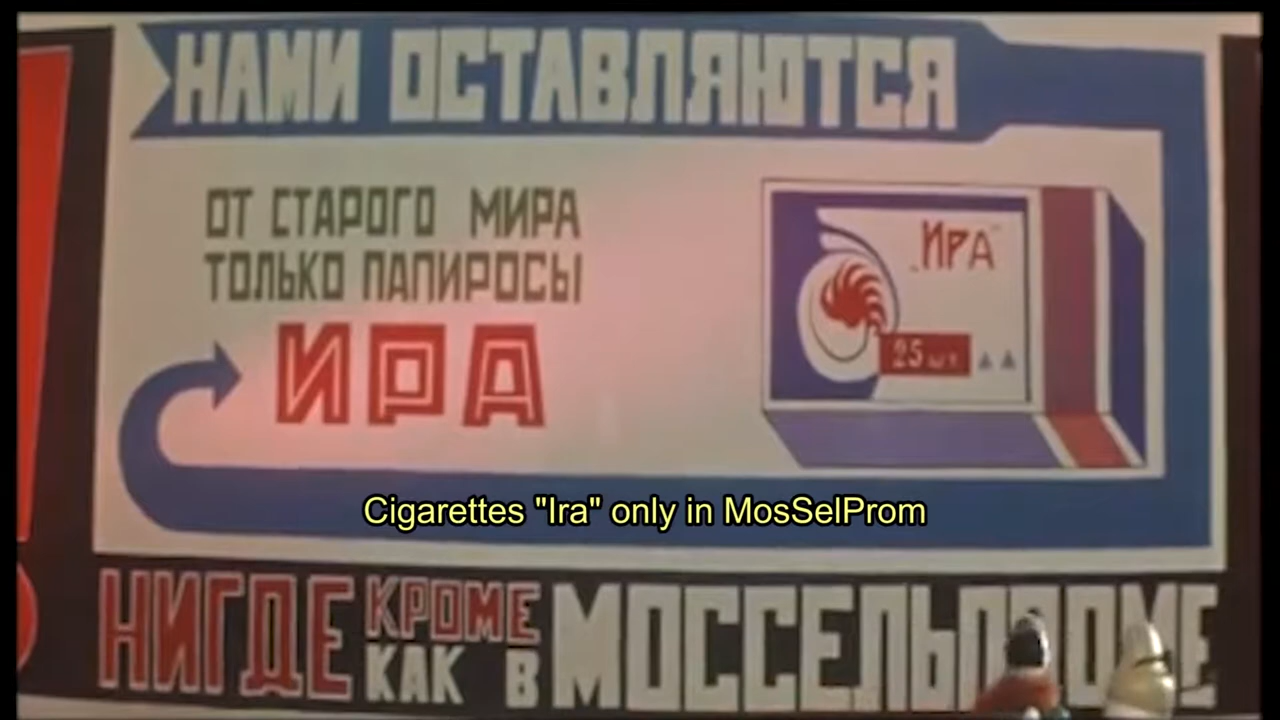 НАМИ ОСТАВЛЯЮТСЯ
ОТ СТАРОГО МИРА
ТОЛЬКО ПАПИРОСЫ
ИРА
„ИРА"
25 шт.
Cigarettes "Ira" only in MosSelProm
НИГДЕ КРОМЕ
КАК В МОССЕЛЬПРОМЕ